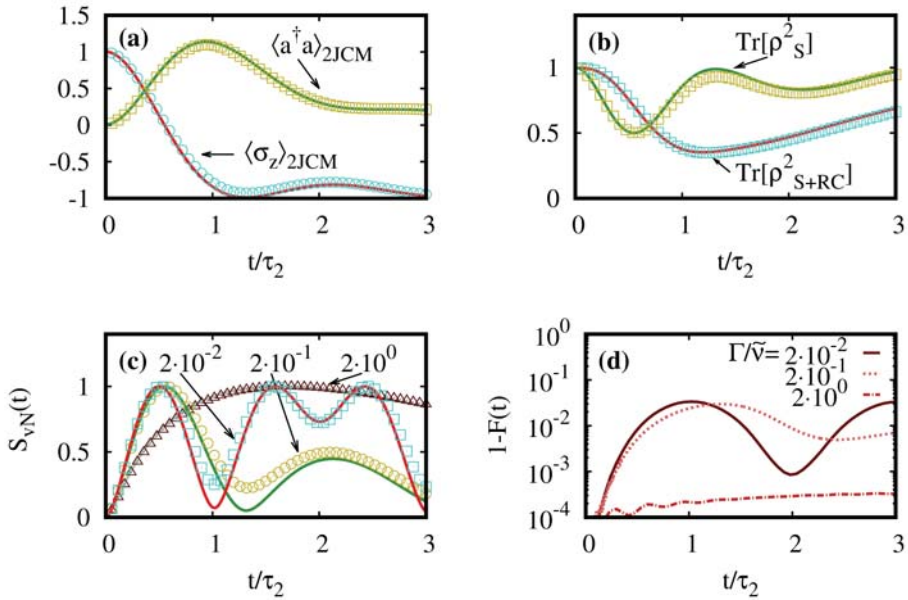 1.5
1
0.5
0
-0.5
-1
(a)
⟨a†a⟩2JCM
⟨σz⟩2JCM
0 1 2 3
t/τ2
1
0.5
0
(b)
Tr[ρ²S]
Tr[ρ²S+RC]
0 1 2 3
t/τ2
SvN(t)
1
0.5
0
(c)
2·10⁻² 2·10⁻¹ 2·10⁰
0 1 2 3
t/τ2
1-F(t)
10⁰
10⁻¹
10⁻²
10⁻³
10⁻⁴
(d)
Γ/ν̃= 2·10⁻²
2·10⁻¹
2·10⁰
0 1 2 3
t/τ2